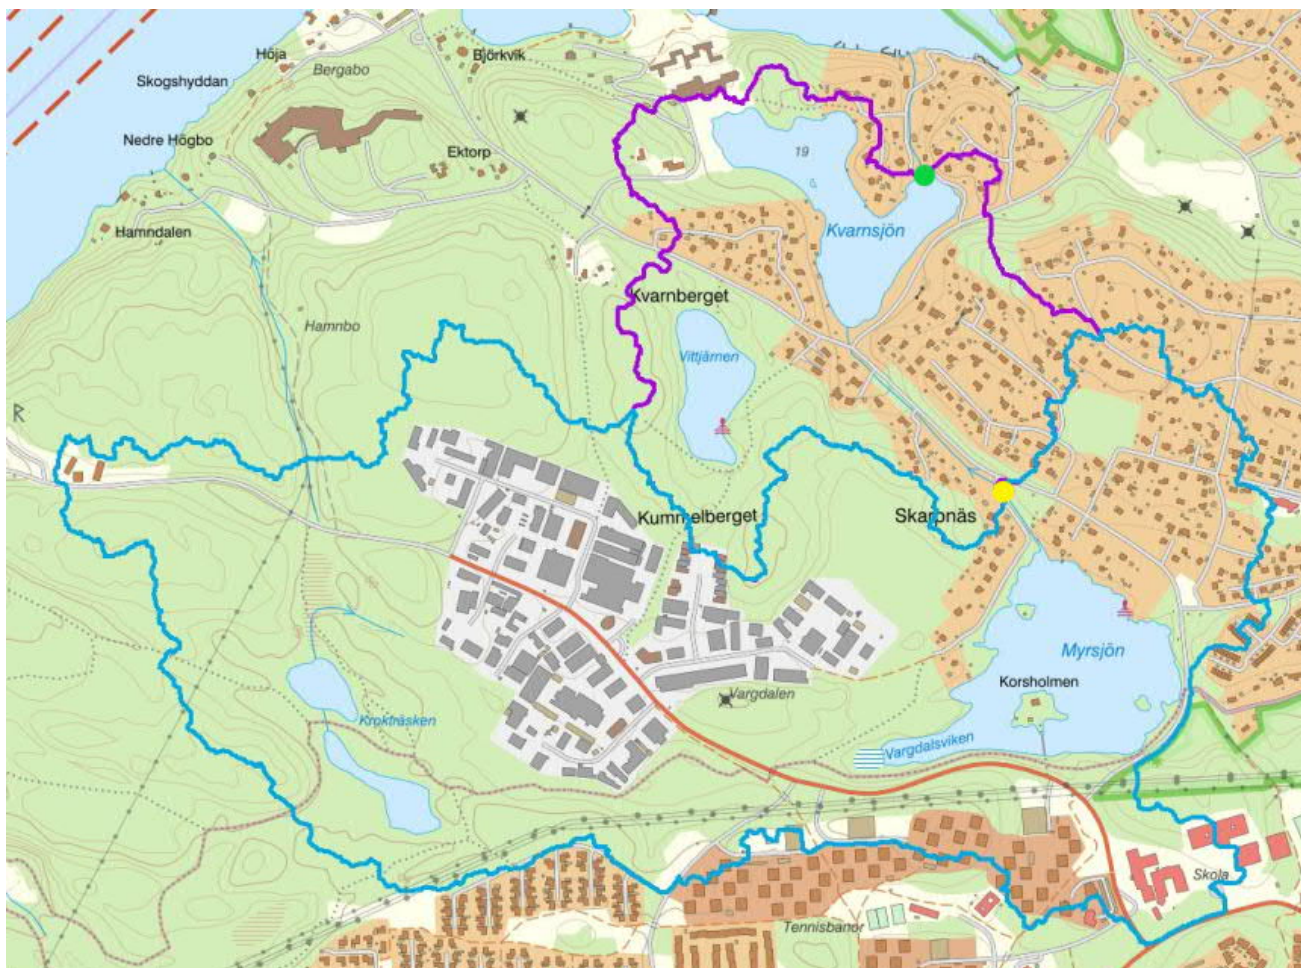 Höja
Björkvik
Bergabo
Skogshyddan
Nedre Högbo
Ektorp
19
Hamndalen
Kvarnsjön
Kvarnberget
Hamnbo
Vittjärnen
R
Kummelberget
Skarpnäs
Myrsjön
Korsholmen
Vargdalen
Krokträsken
Vargdalsviken
Skola
Tennisbanor